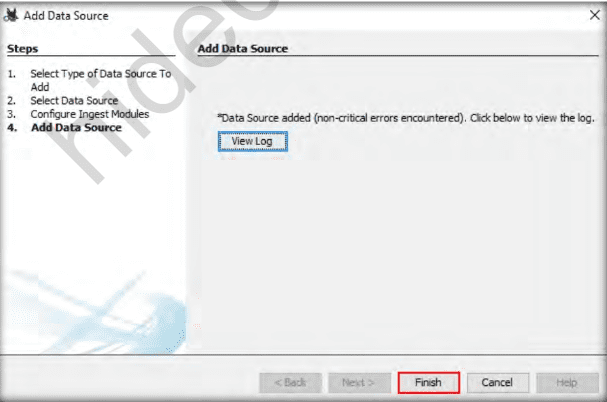 Add Data Source
Steps
1. Select Type of Data Source To
Add
2. Select Data Source
3. Configure Ingest Modules
4. Add Data Source
Add Data Source
*Data Source added (non-critical errors encountered). Click below to view the log.
View Log
< Back Next > Finish Cancel Help
hide